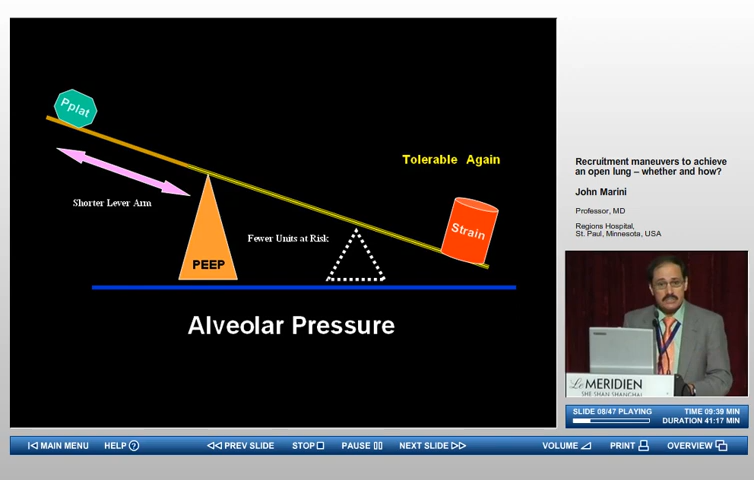 Pplat
Tolerable Again
Shorter Lever Arm
Strain
Fewer Units at Risk
PEEP
Alveolar Pressure
Recruitment maneuvers to achieve
an open lung – whether and how?
John Marini
Professor, MD
Regions Hospital,
St. Paul, Minnesota, USA
Le MERIDIEN
SHE SHAN SHANGHAI
SLIDE 08/47 PLAYING TIME 09:39 MIN
DURATION 41:17 MIN
MAIN MENU HELP ? PREV SLIDE STOP PAUSE NEXT SLIDE VOLUME PRINT OVERVIEW